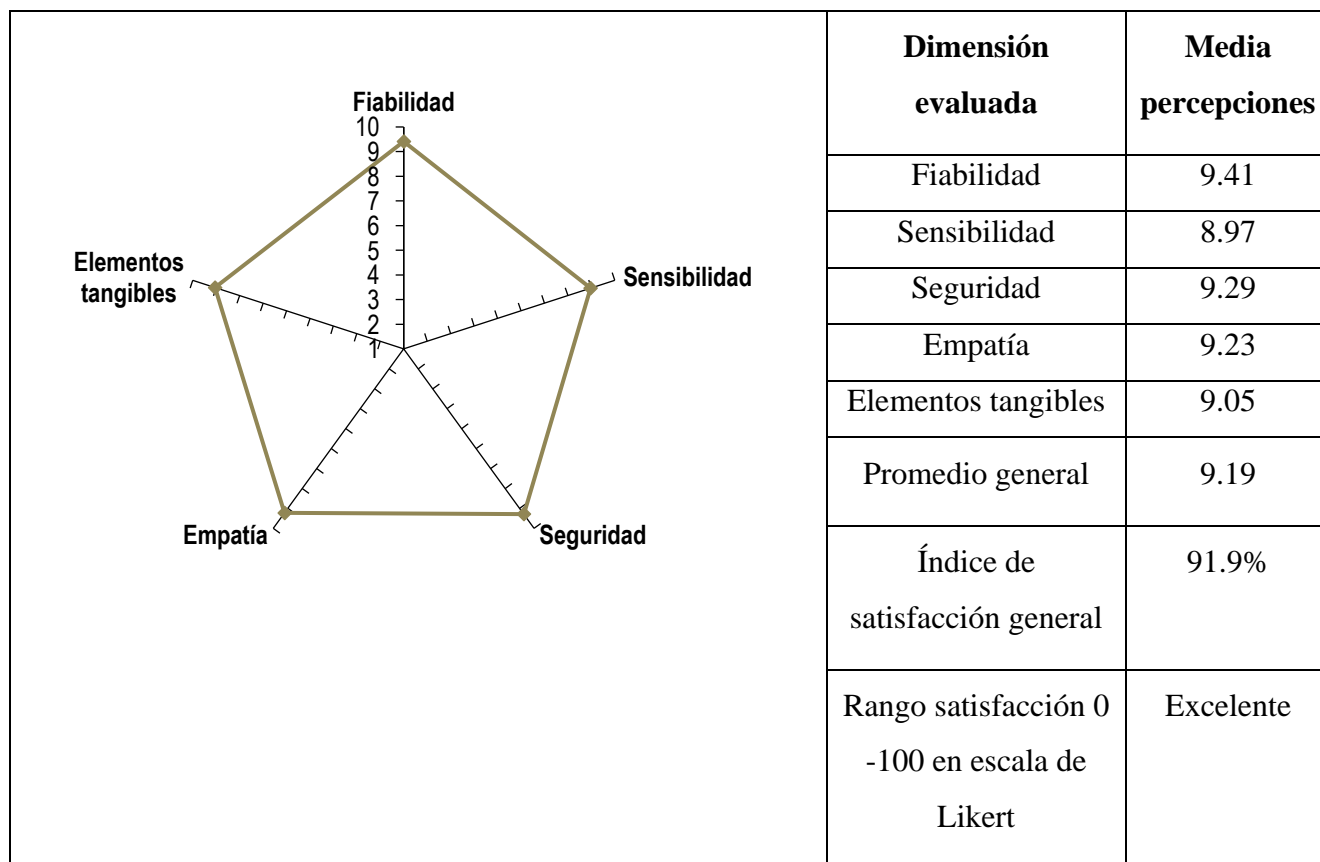 Fiabilidad
10
9
8
7
6
5
4
3
2
1
Sensibilidad
Seguridad
Empatía
Elementos
tangibles
Dimensión
evaluada
Media
percepciones
Fiabilidad 9.41
Sensibilidad 8.97
Seguridad 9.29
Empatía 9.23
Elementos tangibles 9.05
Promedio general 9.19
Índice de
satisfacción general
91.9%
Rango satisfacción 0
-100 en escala de
Likert
Excelente